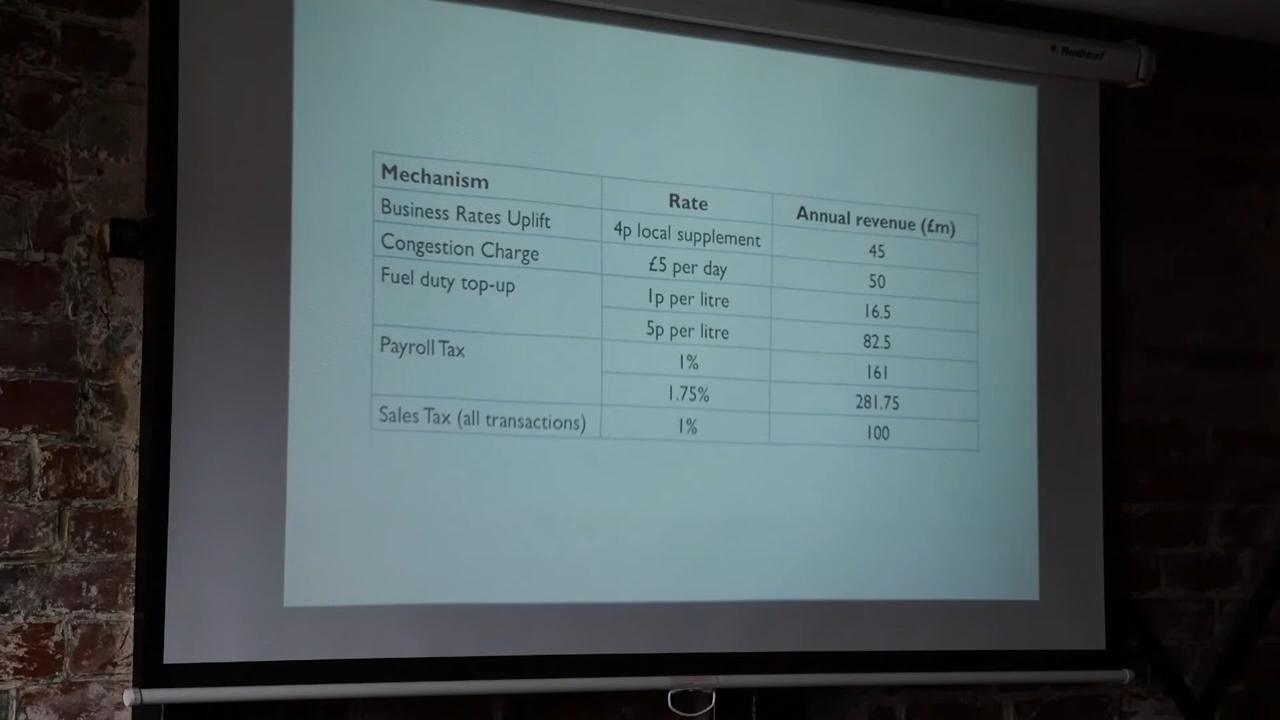 Redleaf
Mechanism Rate Annual revenue (£m)
Business Rates Uplift 4p local supplement 45
Congestion Charge £5 per day 50
Fuel duty top-up 1p per litre 16.5
5p per litre 82.5
Payroll Tax 1% 161
1.75% 281.75
Sales Tax (all transactions) 1% 100